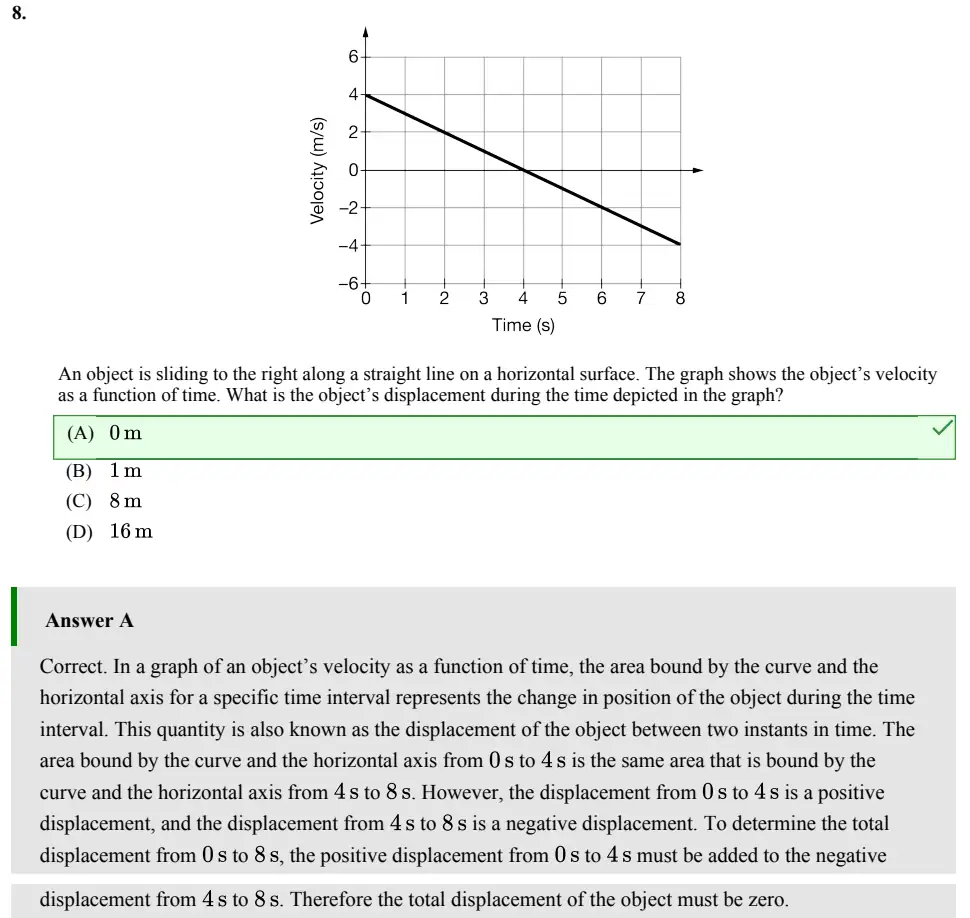 8.
6
4
2
0
−2
−4
−6
Velocity (m/s)
0 1 2 3 4 5 6 7 8
Time (s)
An object is sliding to the right along a straight line on a horizontal surface. The graph shows the object’s velocity
as a function of time. What is the object’s displacement during the time depicted in the graph?
(A) 0 m
(B) 1 m
(C) 8 m
(D) 16 m
Answer A
Correct. In a graph of an object’s velocity as a function of time, the area bound by the curve and the
horizontal axis for a specific time interval represents the change in position of the object during the time
interval. This quantity is also known as the displacement of the object between two instants in time. The
area bound by the curve and the horizontal axis from 0 s to 4 s is the same area that is bound by the
curve and the horizontal axis from 4 s to 8 s. However, the displacement from 0 s to 4 s is a positive
displacement, and the displacement from 4 s to 8 s is a negative displacement. To determine the total
displacement from 0 s to 8 s, the positive displacement from 0 s to 4 s must be added to the negative
displacement from 4 s to 8 s. Therefore the total displacement of the object must be zero.